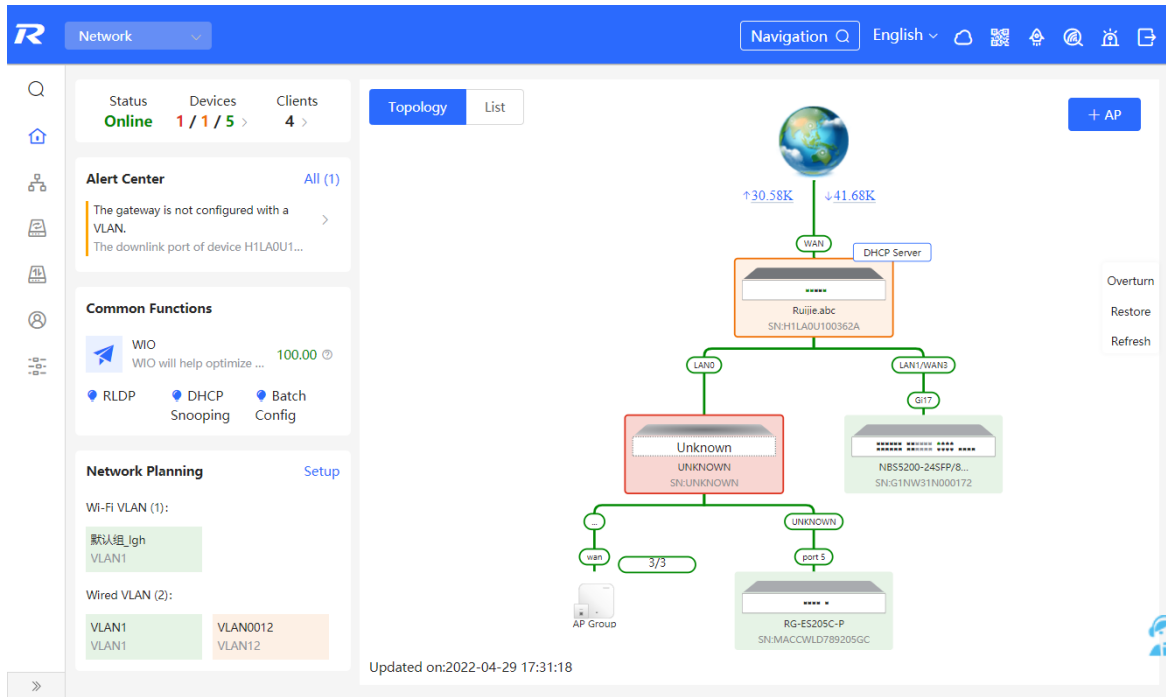 Network
Navigation
English
Status
Devices
Clients
Online
1 / 1 / 5
4
Alert Center
All (1)
The gateway is not configured with a
VLAN.
The downlink port of device H1LA0U1...
Common Functions
WIO
WIO will help optimize ...
100.00
RLDP
DHCP
Snooping
Batch
Config
Network Planning
Setup
Wi-Fi VLAN (1):
默认组_lgh
VLAN1
Wired VLAN (2):
VLAN1
VLAN1
VLAN0012
VLAN12
Topology
List
+ AP
↑30.58K
↓41.68K
WAN
DHCP Server
Ruijie.abc
SN:H1LA0U100362A
Overturn
Restore
Refresh
LAN0
LAN1/WAN3
Gi17
Unknown
UNKNOWN
SN:UNKNOWN
NBS5200-24SFP/8...
SN:G1NW31N000172
...
UNKNOWN
wan
3/3
port 5
AP Group
RG-ES205C-P
SN:MACCWLD789205GC
Updated on:2022-04-29 17:31:18